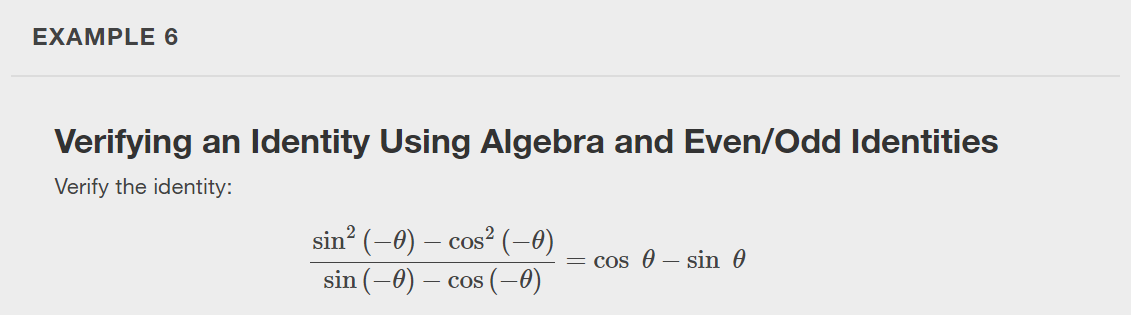 EXAMPLE 6
Verifying an Identity Using Algebra and Even/Odd Identities
Verify the identity:
sin² (−θ) − cos² (−θ)
sin (−θ) − cos (−θ)
= cos θ − sin θ